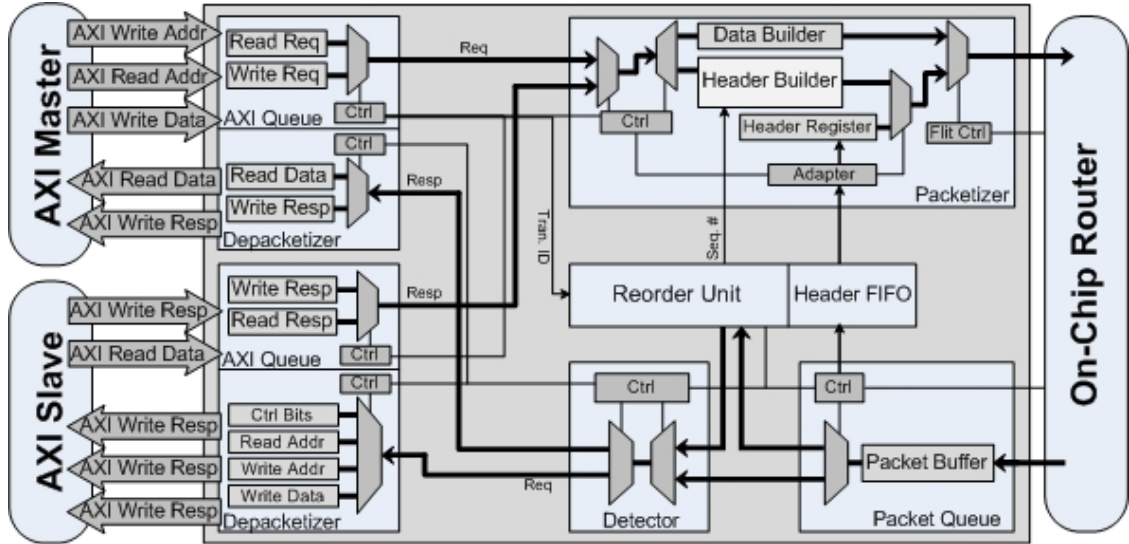 AXI Master
AXI Write Addr
AXI Read Addr
AXI Write Data
AXI Read Data
AXI Write Resp
Read Req
Write Req
AXI Queue
Ctrl
Req
Ctrl
Read Data
Write Resp
Depacketizer
Resp
Data Builder
Header Builder
Header Register
Ctrl
Flit Ctrl
Adapter
Packetizer
Tran. ID
Seq. #
Reorder Unit
Header FIFO
AXI Slave
AXI Write Resp
AXI Read Data
AXI Write Resp
AXI Write Resp
AXI Write Resp
Write Resp
Read Resp
AXI Queue
Ctrl
Resp
Ctrl
Ctrl Bits
Read Addr
Write Addr
Write Data
Depacketizer
Req
Ctrl
Detector
Ctrl
Packet Buffer
Packet Queue
On-Chip Router